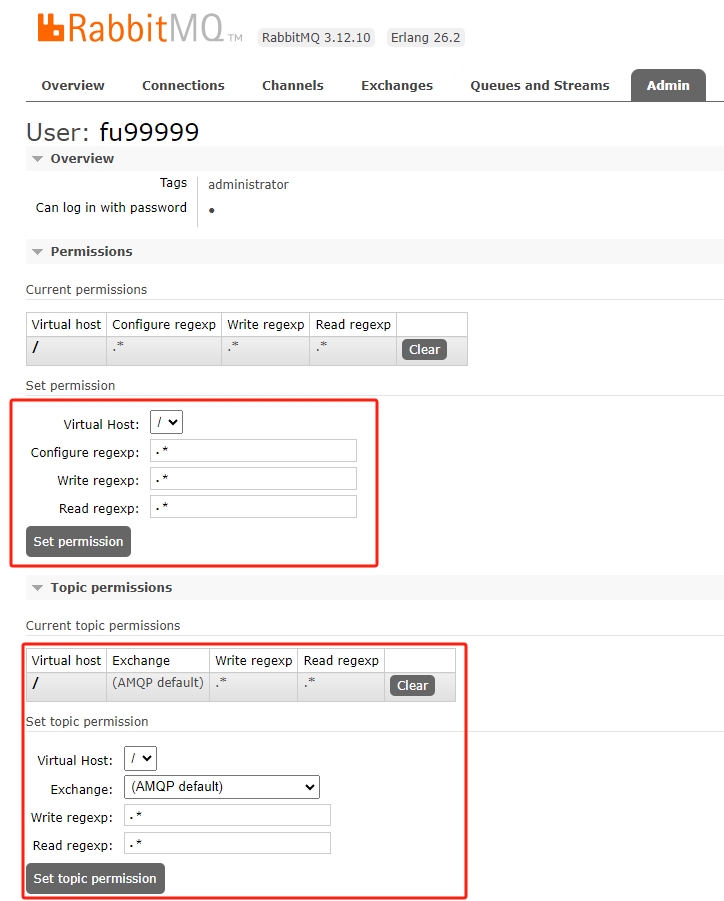 RabbitMQ TM RabbitMQ 3.12.10 Erlang 26.2
Overview Connections Channels Exchanges Queues and Streams Admin
User: fu99999
Overview
Tags administrator
Can log in with password ●
Permissions
Current permissions
Virtual host Configure regexp Write regexp Read regexp
/ .* .* .* Clear
Set permission
Virtual Host: /
Configure regexp: .*
Write regexp: .*
Read regexp: .*
Set permission
Topic permissions
Current topic permissions
Virtual host Exchange Write regexp Read regexp
/ (AMQP default) .* .* Clear
Set topic permission
Virtual Host: /
Exchange: (AMQP default)
Write regexp: .*
Read regexp: .*
Set topic permission